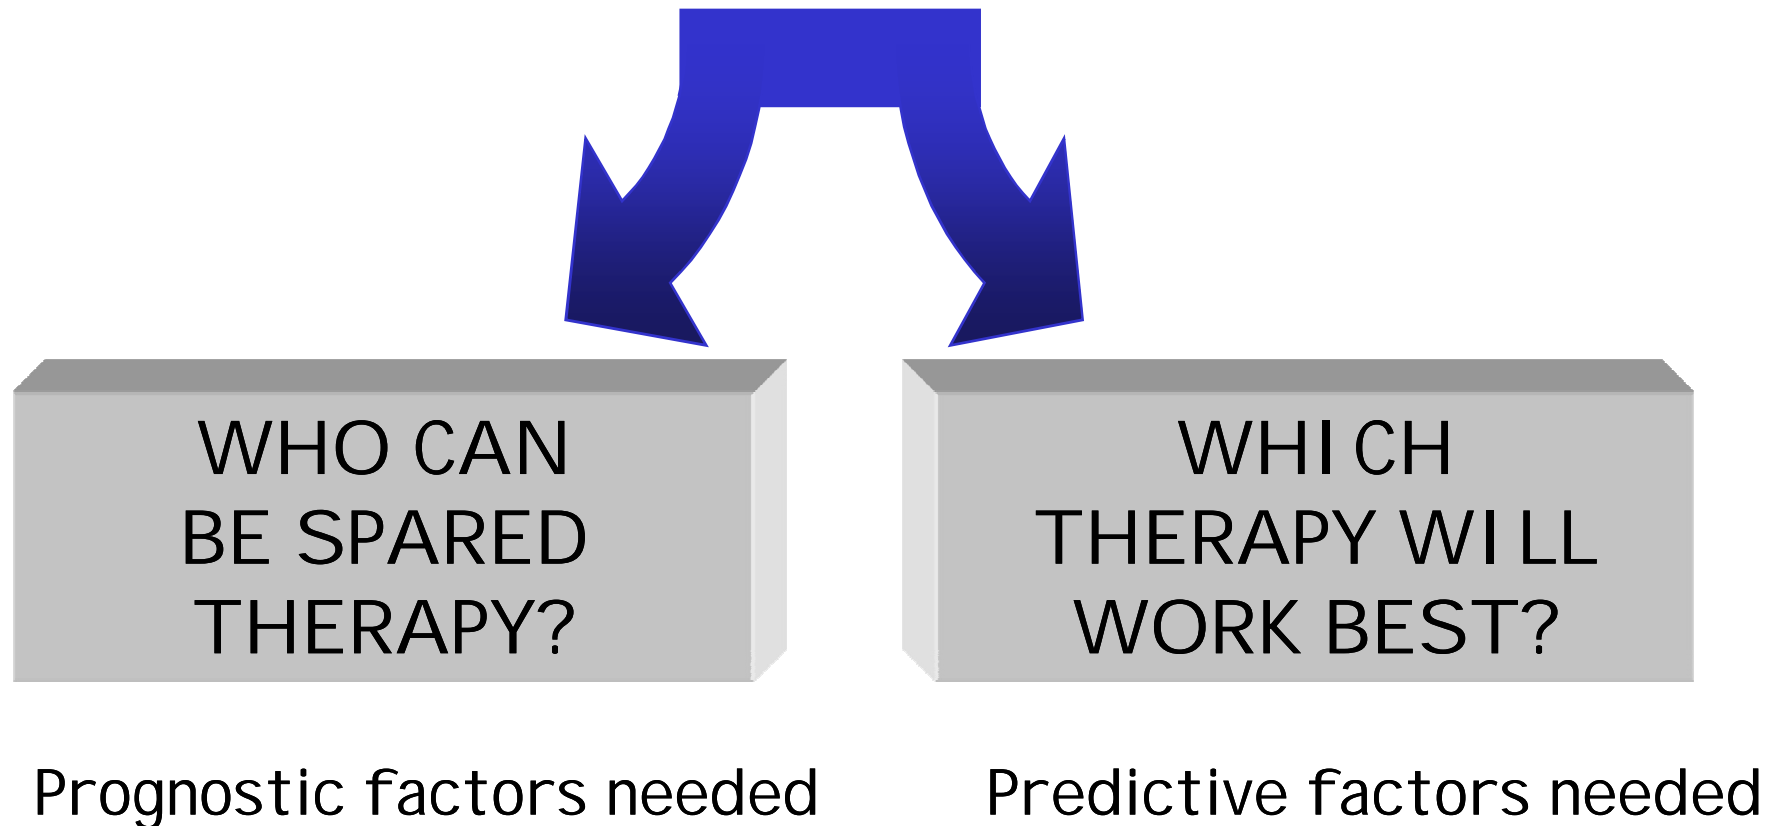 WHO CAN
BE SPARED
THERAPY?
WHICH
THERAPY WILL
WORK BEST?
Prognostic factors needed
Predictive factors needed